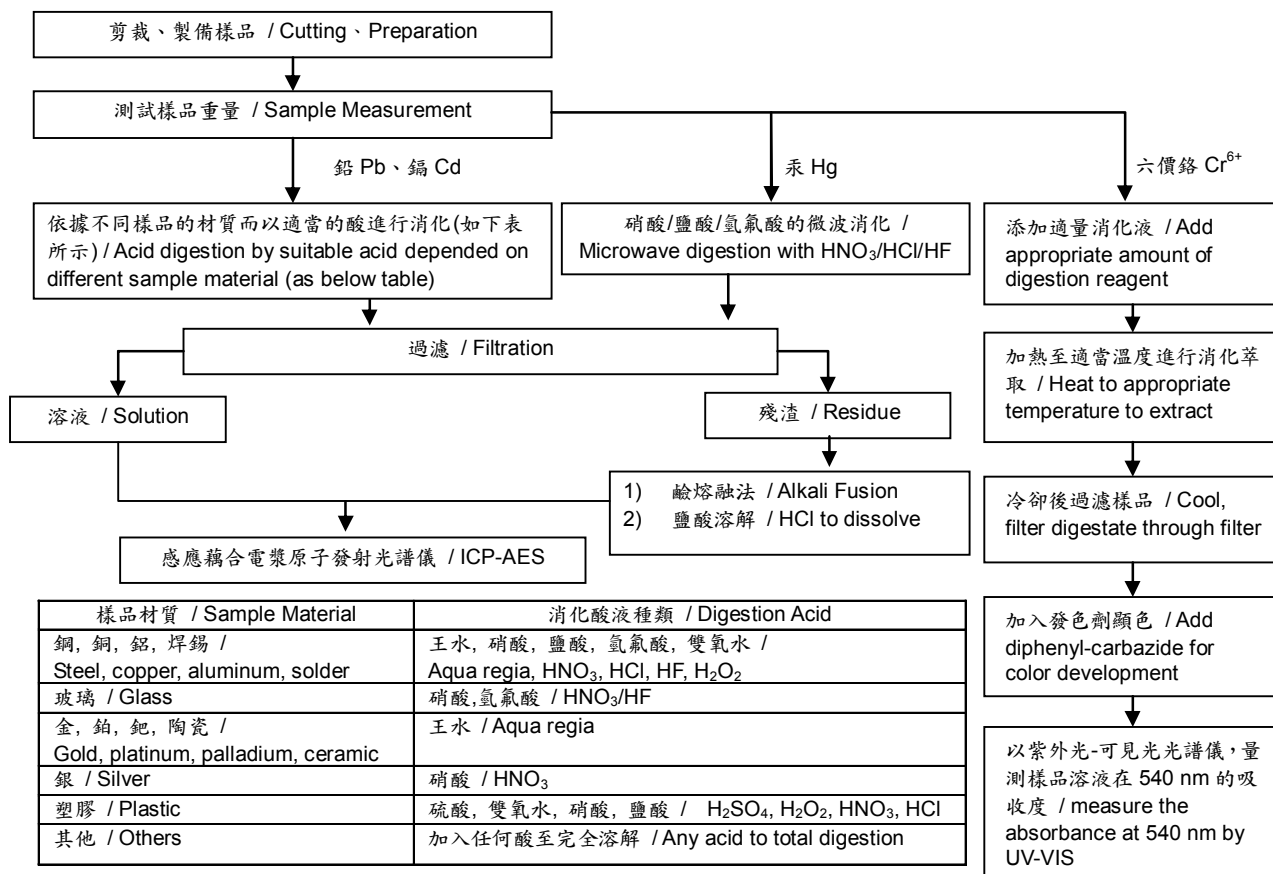 剪裁、製備樣品 / Cutting、Preparation
測試樣品重量 / Sample Measurement
鉛 Pb、鎘 Cd
汞 Hg
六價鉻 Cr⁶⁺
依據不同樣品的材質而以適當的酸進行消化(如下表
所示) / Acid digestion by suitable acid depended on
different sample material (as below table)
硝酸/鹽酸/氫氟酸的微波消化 /
Microwave digestion with HNO₃/HCl/HF
添加適量消化液 / Add
appropriate amount of
digestion reagent
過濾 / Filtration
加熱至適當溫度進行消化萃
取 / Heat to appropriate
temperature to extract
溶液 / Solution
殘渣 / Residue
1) 鹼熔融法 / Alkali Fusion
2) 鹽酸溶解 / HCl to dissolve
冷卻後過濾樣品 / Cool,
filter digestate through filter
感應藕合電漿原子發射光譜儀 / ICP-AES
加入發色劑顯色 / Add
diphenyl-carbazide for
color development
以紫外光-可見光光譜儀，量
測樣品溶液在 540 nm 的吸
收度 / measure the
absorbance at 540 nm by
UV-VIS
樣品材質 / Sample Material
消化酸液種類 / Digestion Acid
鋼, 銅, 鋁, 焊錫 /
Steel, copper, aluminum, solder
王水, 硝酸, 鹽酸, 氫氟酸, 雙氧水 /
Aqua regia, HNO₃, HCl, HF, H₂O₂
玻璃 / Glass
硝酸,氫氟酸 / HNO₃/HF
金, 鉑, 鈀, 陶瓷 /
Gold, platinum, palladium, ceramic
王水 / Aqua regia
銀 / Silver
硝酸 / HNO₃
塑膠 / Plastic
硫酸, 雙氧水, 硝酸, 鹽酸 / H₂SO₄, H₂O₂, HNO₃, HCl
其他 / Others
加入任何酸至完全溶解 / Any acid to total digestion